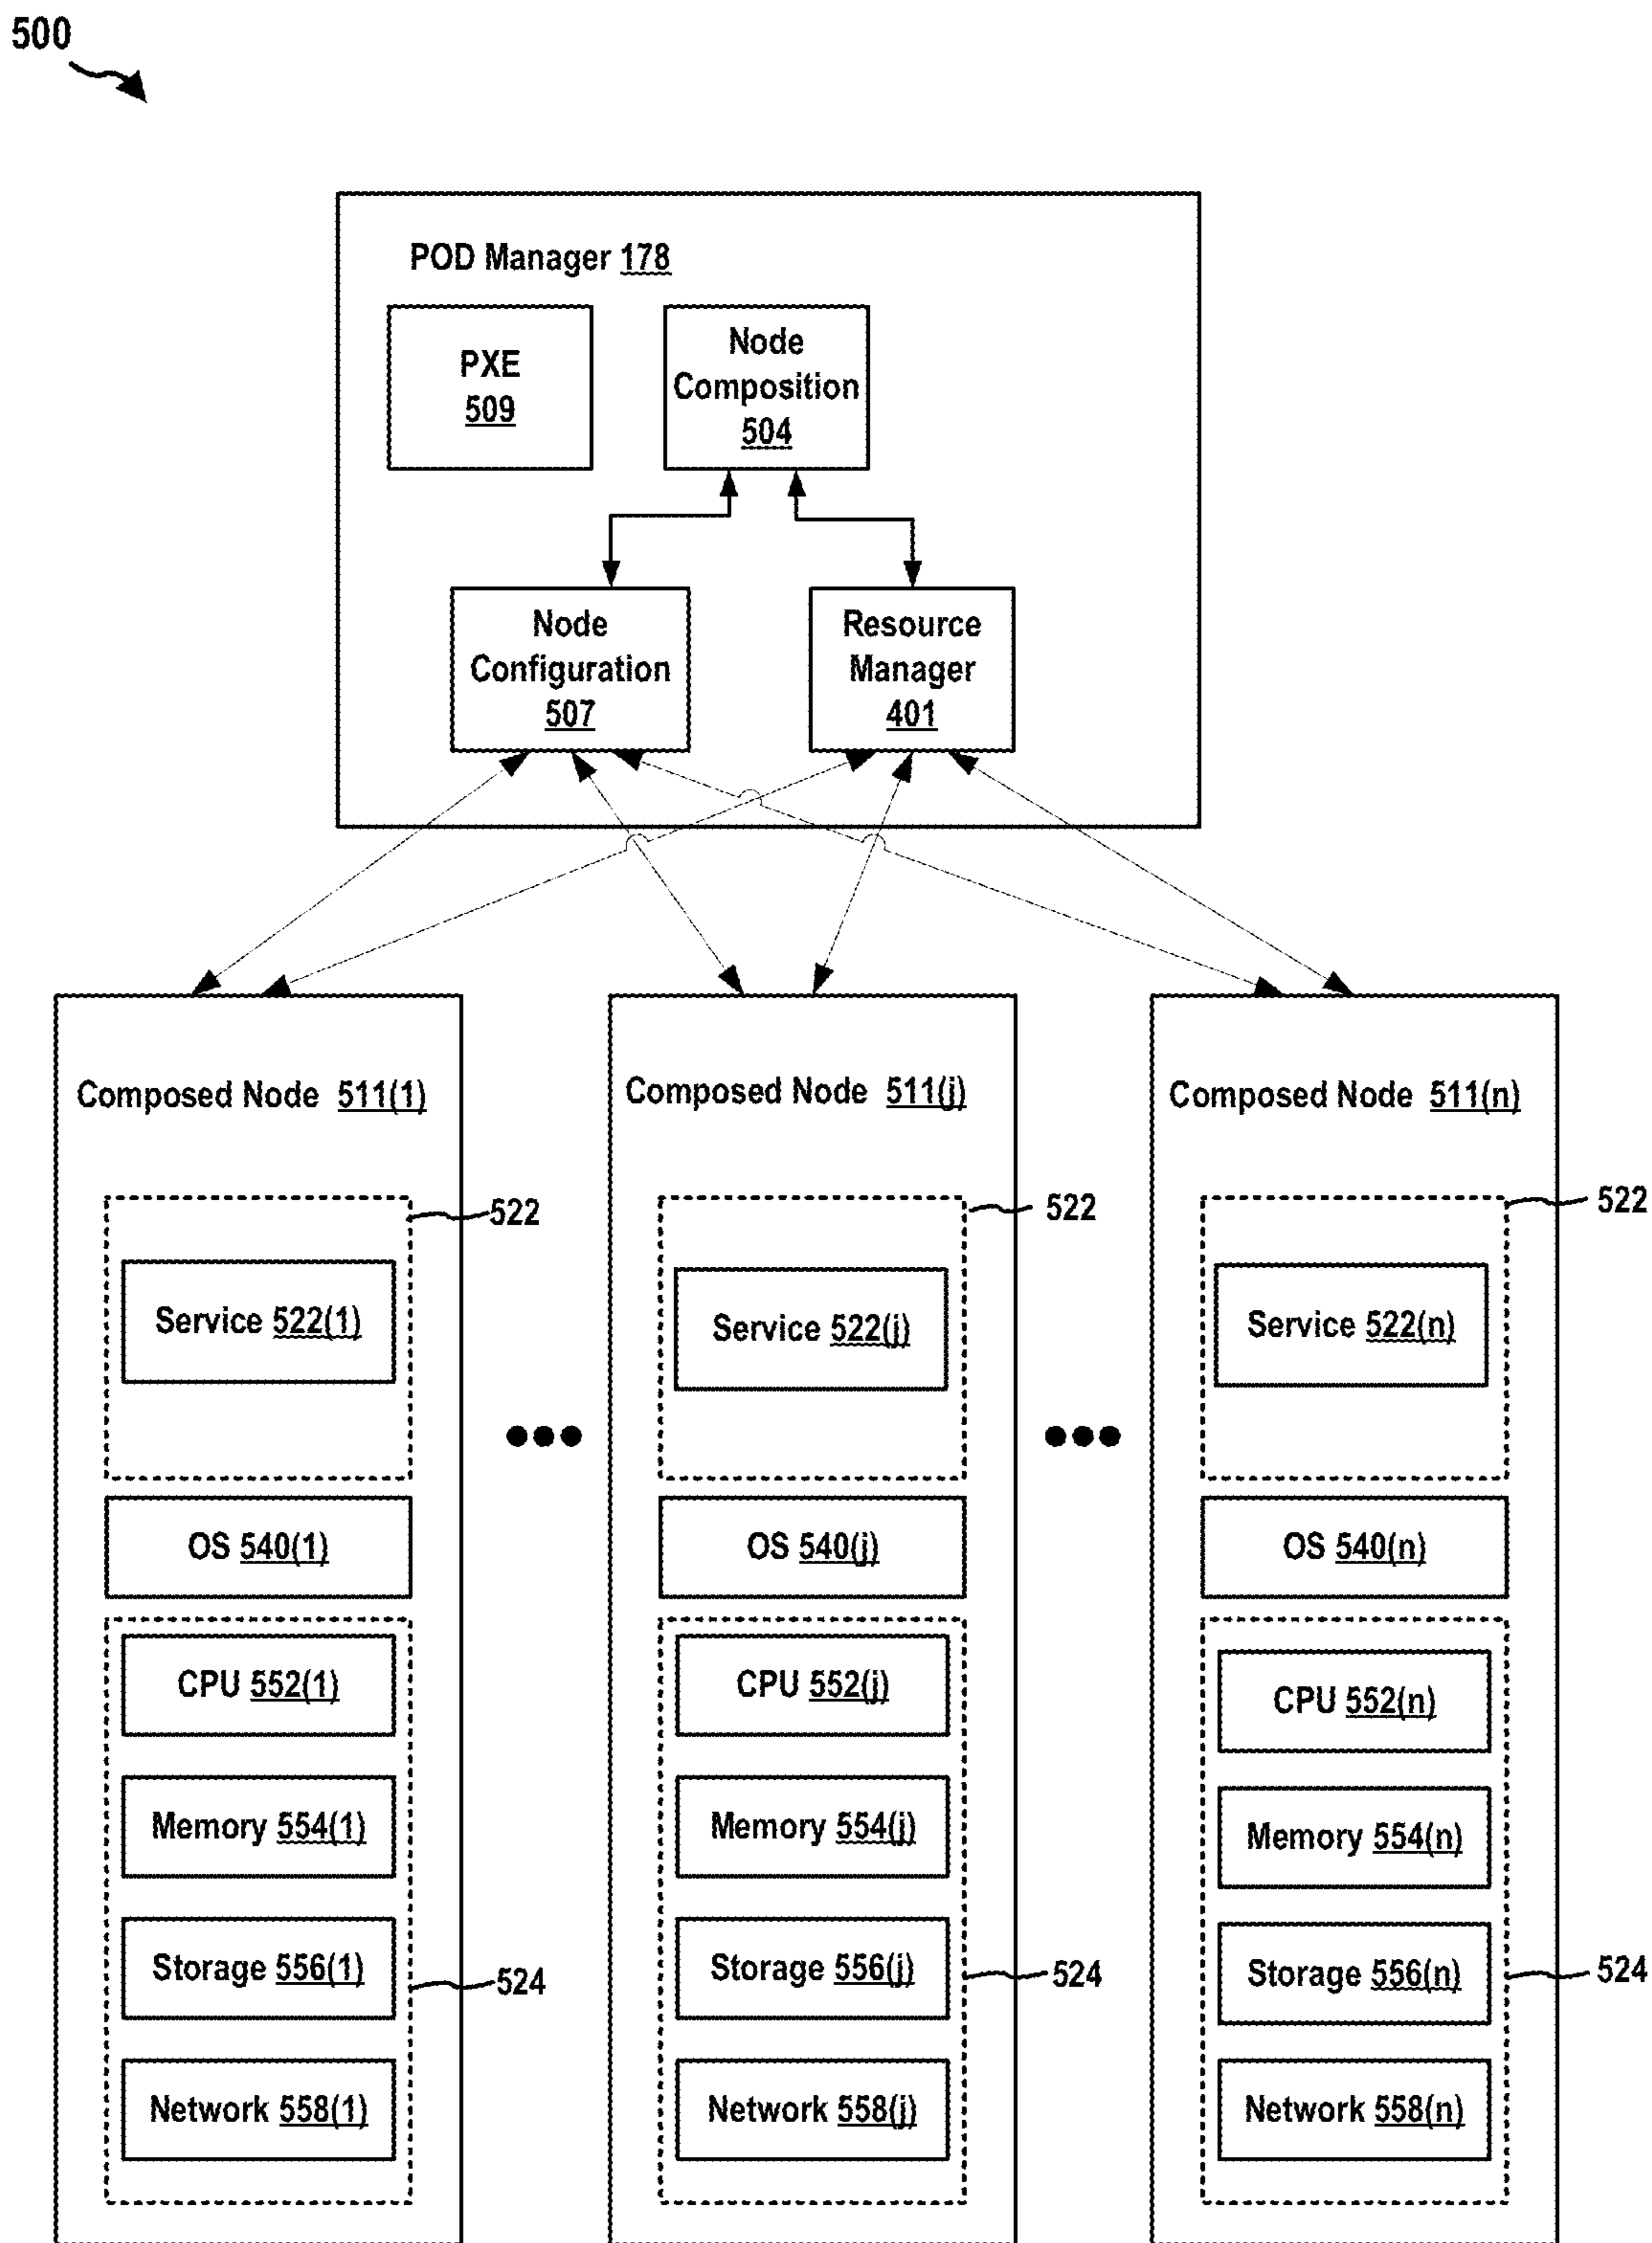 500
POD Manager 178
PXE
509
Node
Composition
504
Node
Configuration
507
Resource
Manager
401
Composed Node 511(1)
522
Service 522(1)
OS 540(1)
CPU 552(1)
Memory 554(1)
Storage 556(1)
524
Network 558(1)
Composed Node 511(j)
522
Service 522(j)
OS 540(j)
CPU 552(j)
Memory 554(j)
Storage 556(j)
524
Network 558(j)
Composed Node 511(n)
522
Service 522(n)
OS 540(n)
CPU 552(n)
Memory 554(n)
Storage 556(n)
524
Network 558(n)